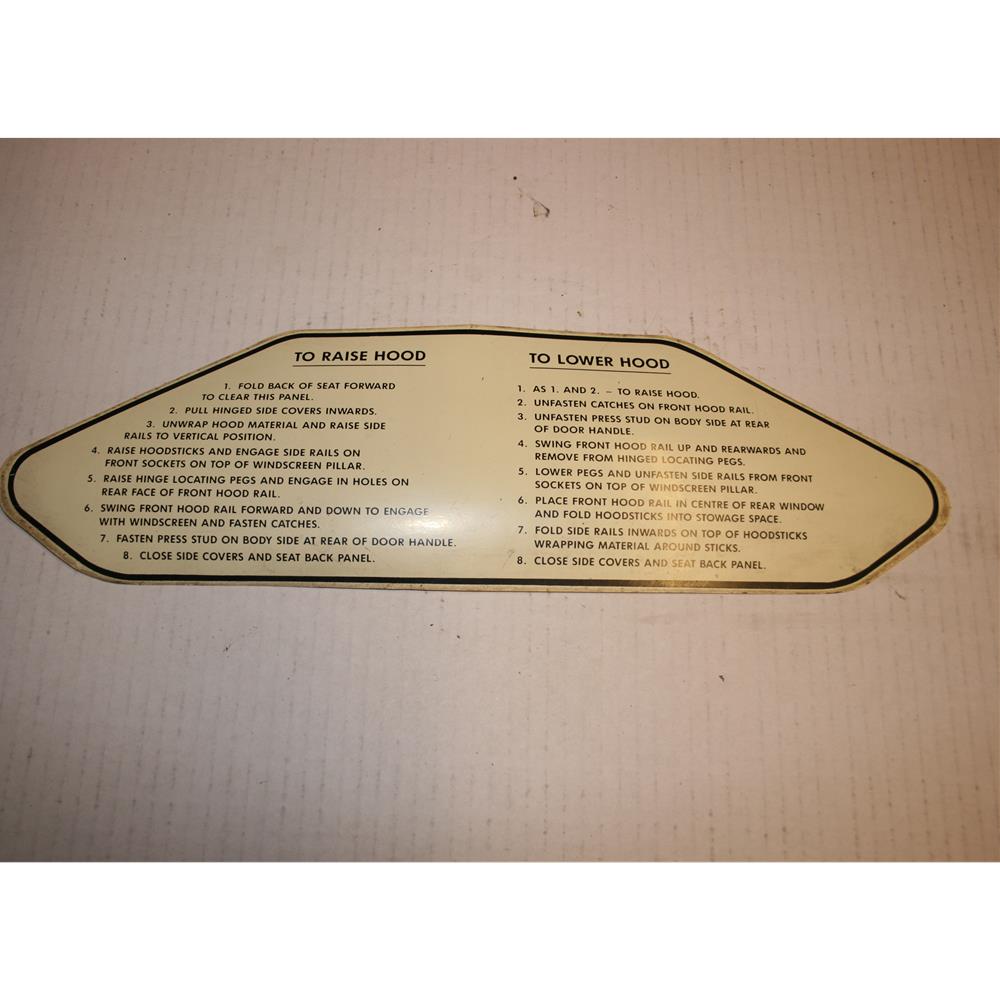 TO RAISE HOOD
1. FOLD BACK OF SEAT FORWARD
TO CLEAR THIS PANEL.
2. PULL HINGED SIDE COVERS INWARDS.
3. UNWRAP HOOD MATERIAL AND RAISE SIDE
RAILS TO VERTICAL POSITION.
4. RAISE HOODSTICKS AND ENGAGE SIDE RAILS ON
FRONT SOCKETS ON TOP OF WINDSCREEN PILLAR.
5. RAISE HINGE LOCATING PEGS AND ENGAGE IN HOLES ON
REAR FACE OF FRONT HOOD RAIL.
6. SWING FRONT HOOD RAIL FORWARD AND DOWN TO ENGAGE
WITH WINDSCREEN AND FASTEN CATCHES.
7. FASTEN PRESS STUD ON BODY SIDE AT REAR OF DOOR HANDLE.
8. CLOSE SIDE COVERS AND SEAT BACK PANEL.
TO LOWER HOOD
1. AS 1. AND 2. – TO RAISE HOOD.
2. UNFASTEN CATCHES ON FRONT HOOD RAIL.
3. UNFASTEN PRESS STUD ON BODY SIDE AT REAR
OF DOOR HANDLE.
4. SWING FRONT HOOD RAIL UP AND REARWARDS AND
REMOVE FROM HINGED LOCATING PEGS.
5. LOWER PEGS AND UNFASTEN SIDE RAILS FROM FRONT
SOCKETS ON TOP OF WINDSCREEN PILLAR.
6. PLACE FRONT HOOD RAIL IN CENTRE OF REAR WINDOW
AND FOLD HOODSTICKS INTO STOWAGE SPACE.
7. FOLD SIDE RAILS INWARDS ON TOP OF HOODSTICKS
WRAPPING MATERIAL AROUND STICKS.
8. CLOSE SIDE COVERS AND SEAT BACK PANEL.